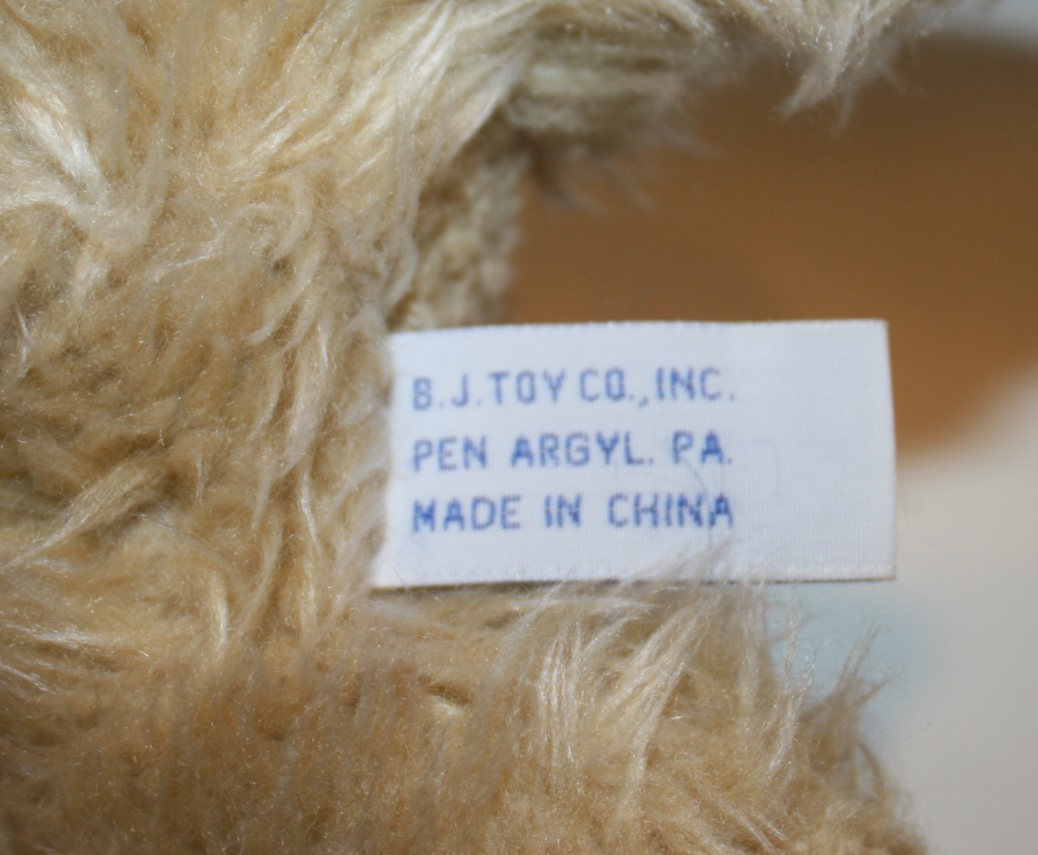 B.J.TOY CO.,INC.
PEN ARGYL. PA.
MADE IN CHINA